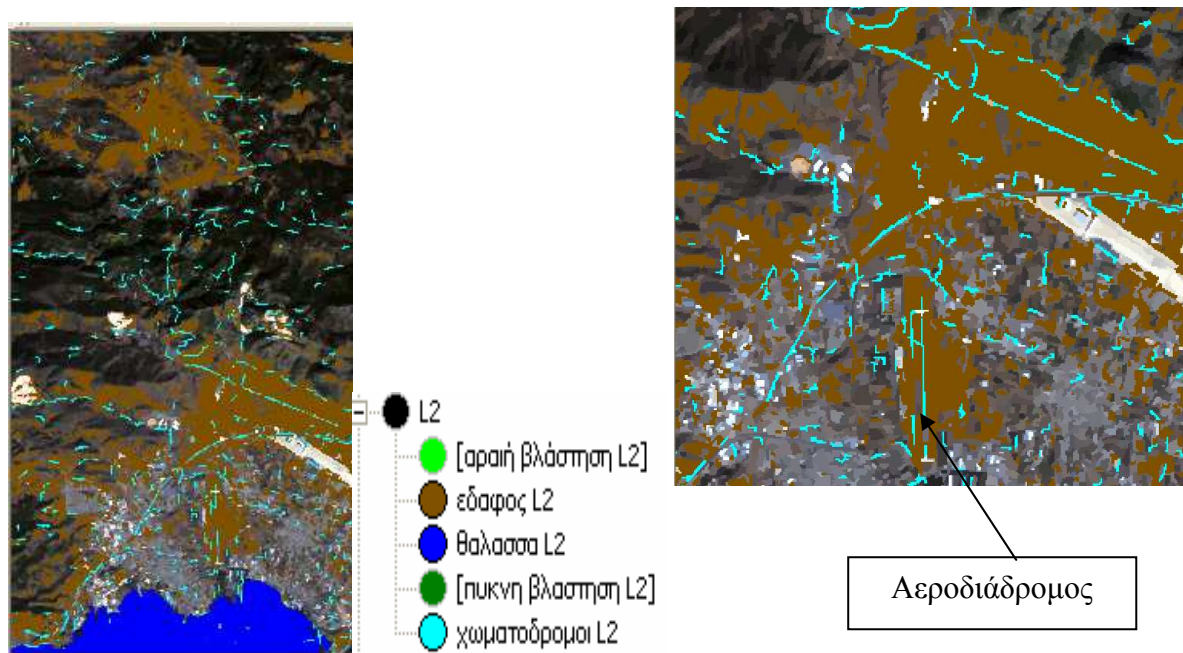 L2
[αραιή βλάστηση L2]
εδαφος L2
θαλασσα L2
[πυκνη βλαστηση L2]
χωματοδρομοι L2
Αεροδιάδρομος